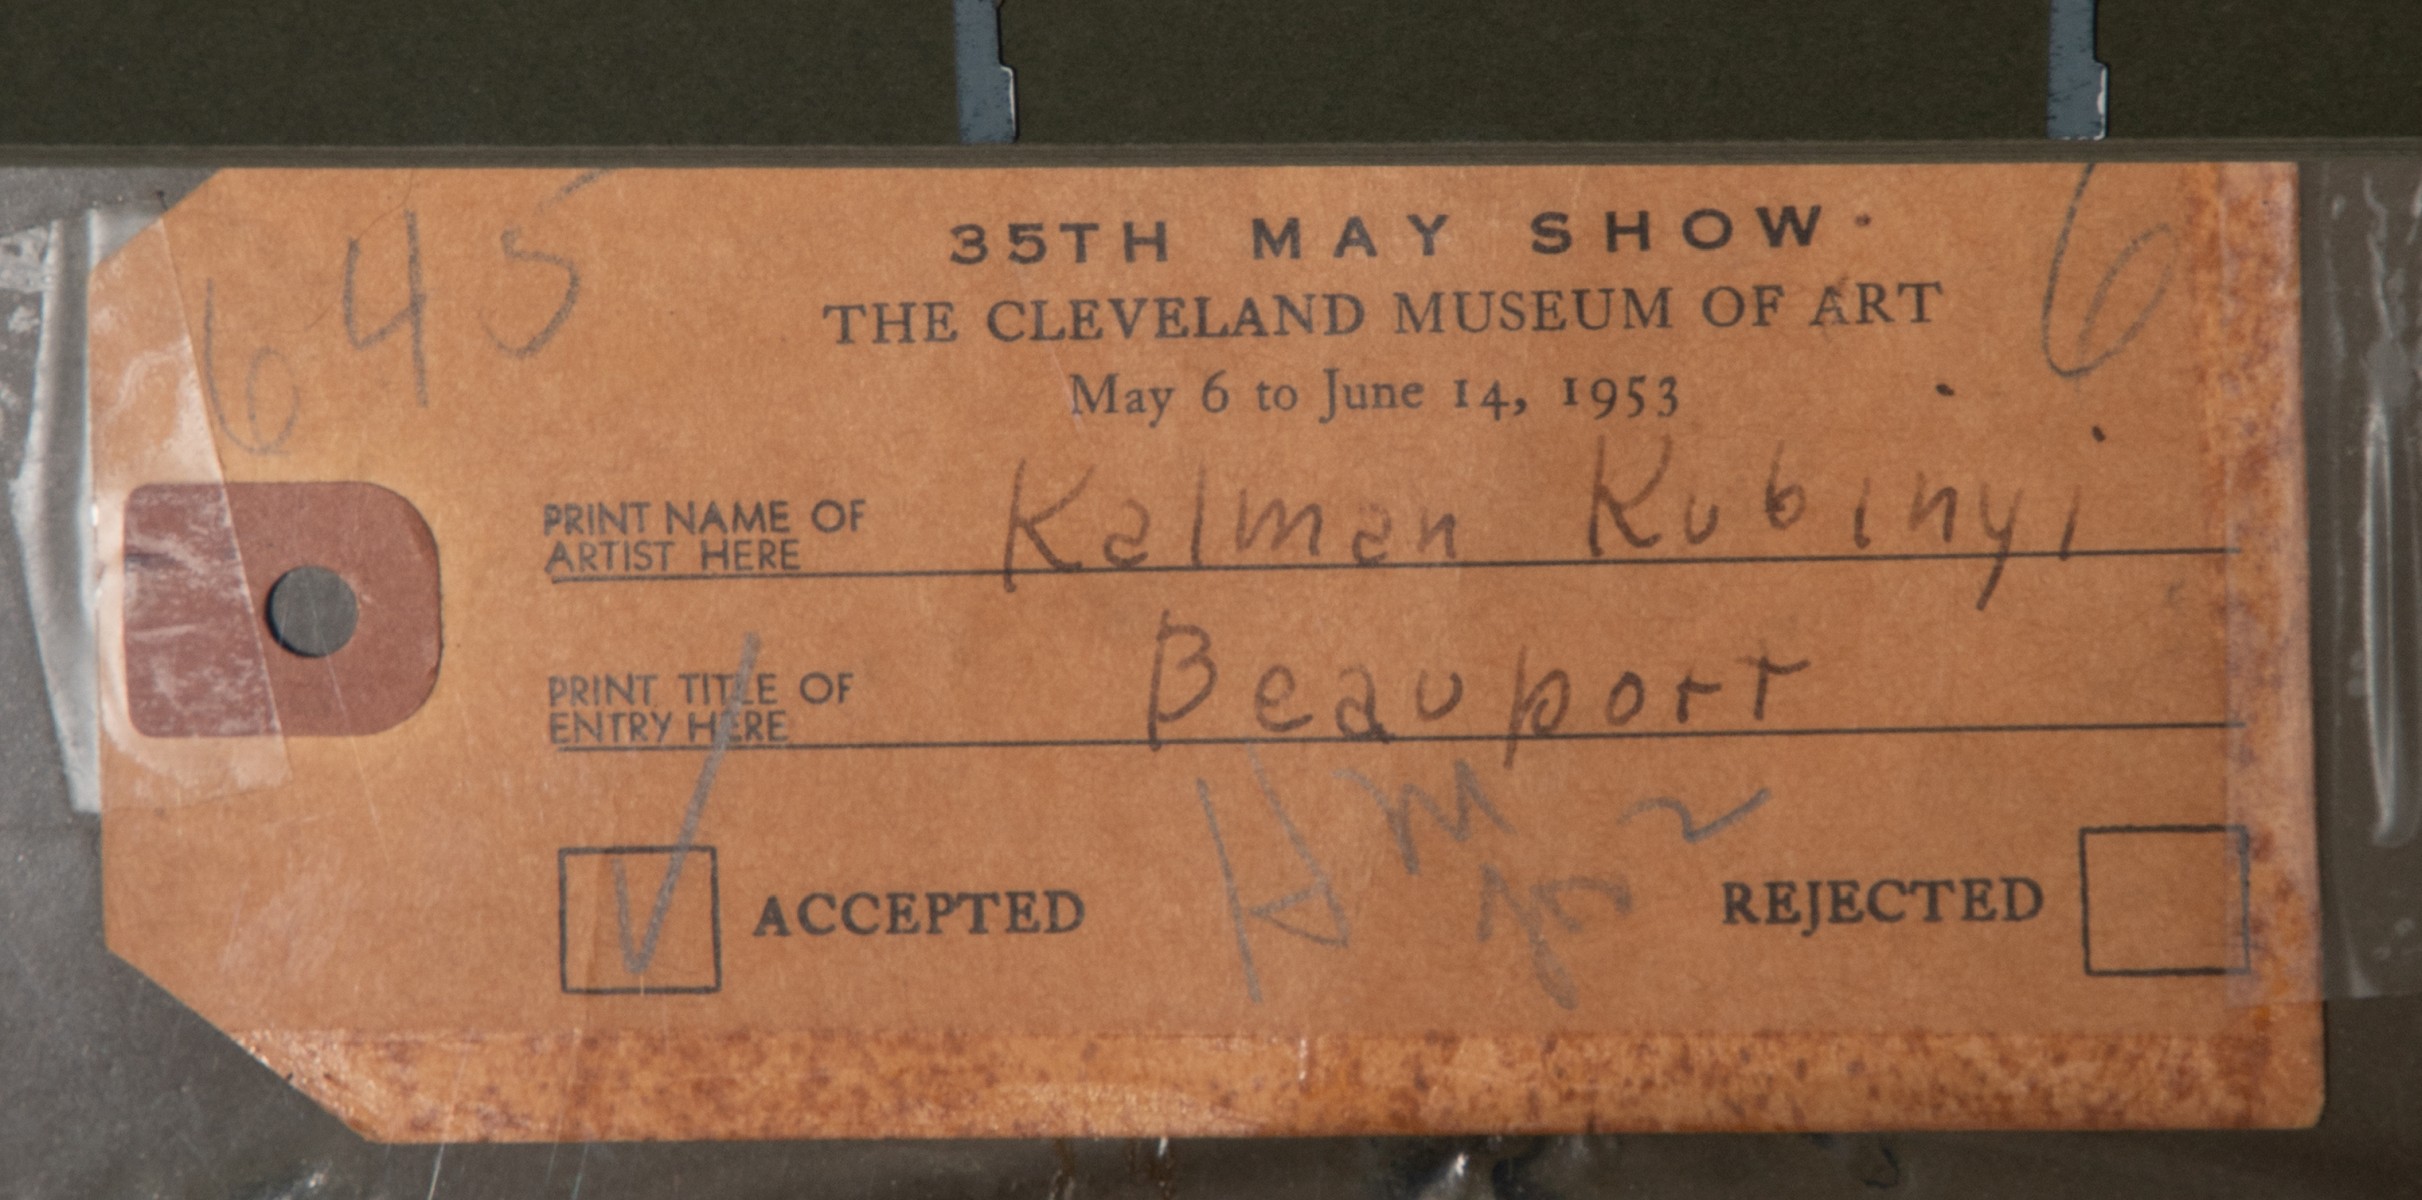 645
6
35TH MAY SHOW
THE CLEVELAND MUSEUM OF ART
May 6 to June 14, 1953
PRINT NAME OF
ARTIST HERE
Kalman Kubinyi
PRINT TITLE OF
ENTRY HERE
Beauport
HM
ACCEPTED
REJECTED